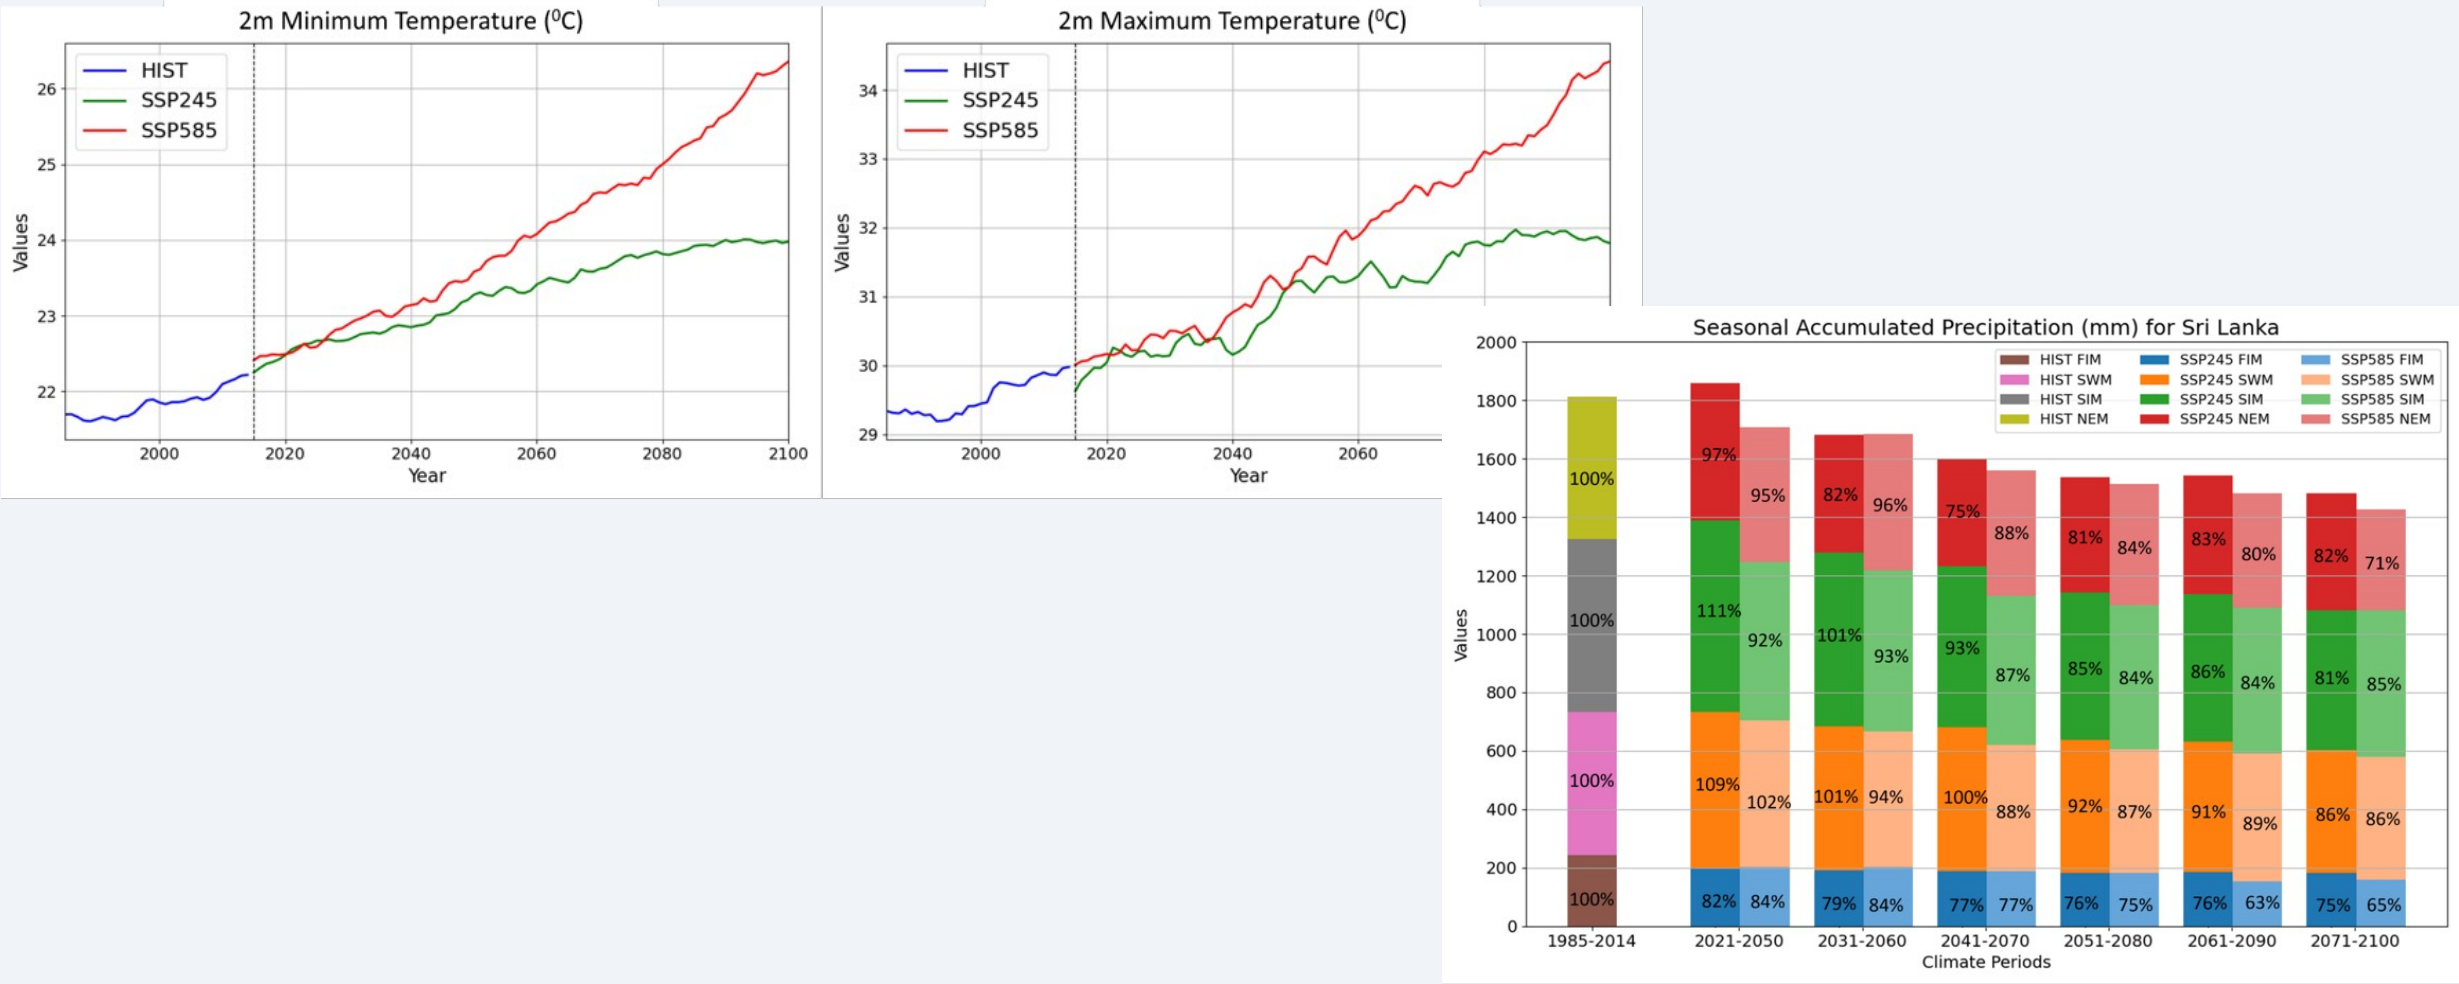 2m Minimum Temperature (⁰C)
HIST
SSP245
SSP585
26
25
24
23
22
Values
2000 2020 2040 2060 2080 2100
Year
2m Maximum Temperature (⁰C)
HIST
SSP245
SSP585
34
33
32
31
30
29
Values
2000 2020 2040 2060
Year
Seasonal Accumulated Precipitation (mm) for Sri Lanka
HIST FIM SSP245 FIM SSP585 FIM
HIST SWM SSP245 SWM SSP585 SWM
HIST SIM SSP245 SIM SSP585 SIM
HIST NEM SSP245 NEM SSP585 NEM
2000
1800
1600
1400
1200
1000
800
600
400
200
0
Values
100% 97% 95% 82% 96% 75% 88% 81% 84% 83% 80% 82% 71%
100% 111% 92% 101% 93% 93% 87% 85% 84% 86% 84% 81% 85%
100% 109% 102% 101% 94% 100% 88% 92% 87% 91% 89% 86% 86%
100% 82% 84% 79% 84% 77% 77% 76% 75% 76% 63% 75% 65%
1985-2014 2021-2050 2031-2060 2041-2070 2051-2080 2061-2090 2071-2100
Climate Periods